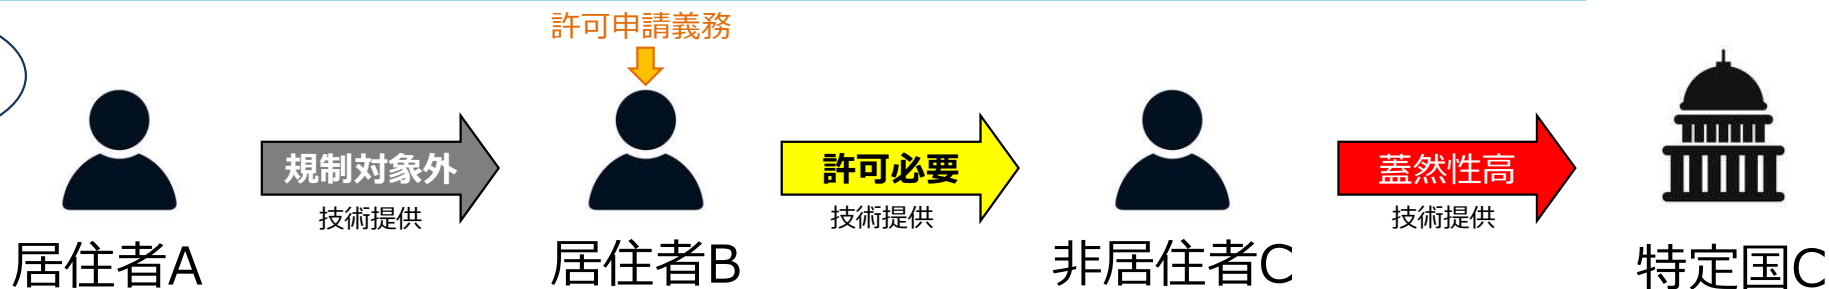 許可申請義務
規制対象外
許可必要
蓋然性高
技術提供
技術提供
技術提供
居住者A
居住者B
非居住者C
特定国C